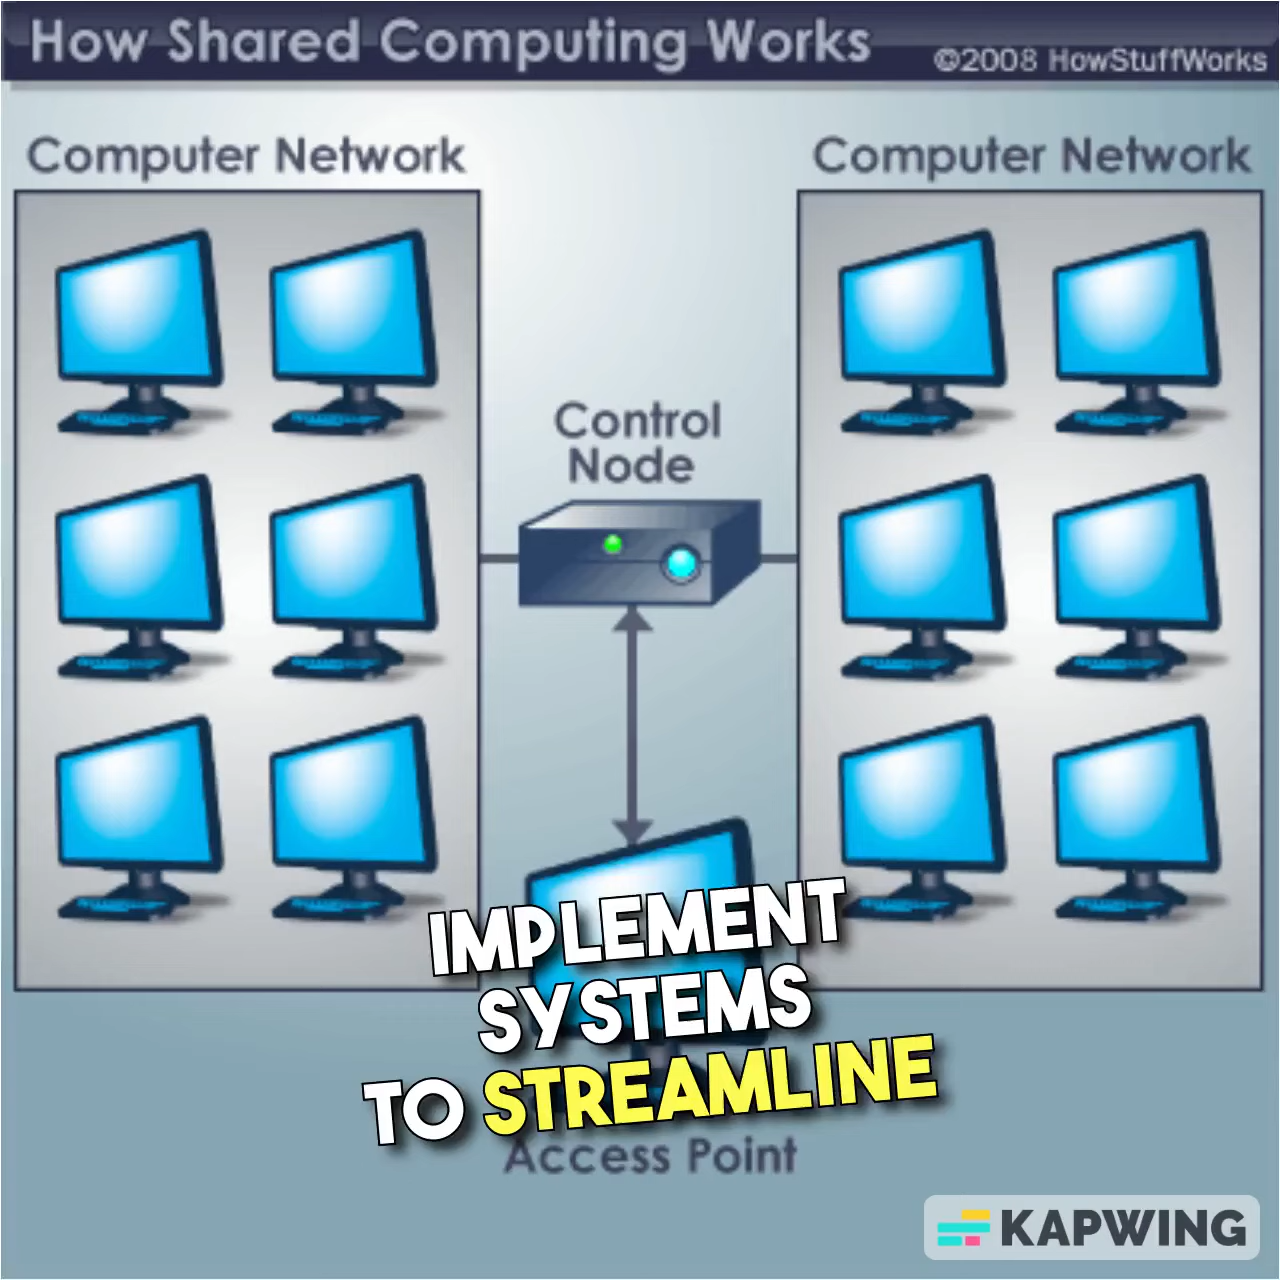 How Shared Computing Works
©2008 HowStuffWorks
Computer Network
Computer Network
Control
Node
IMPLEMENT
SYSTEMS
TO STREAMLINE
Access Point
KAPWING